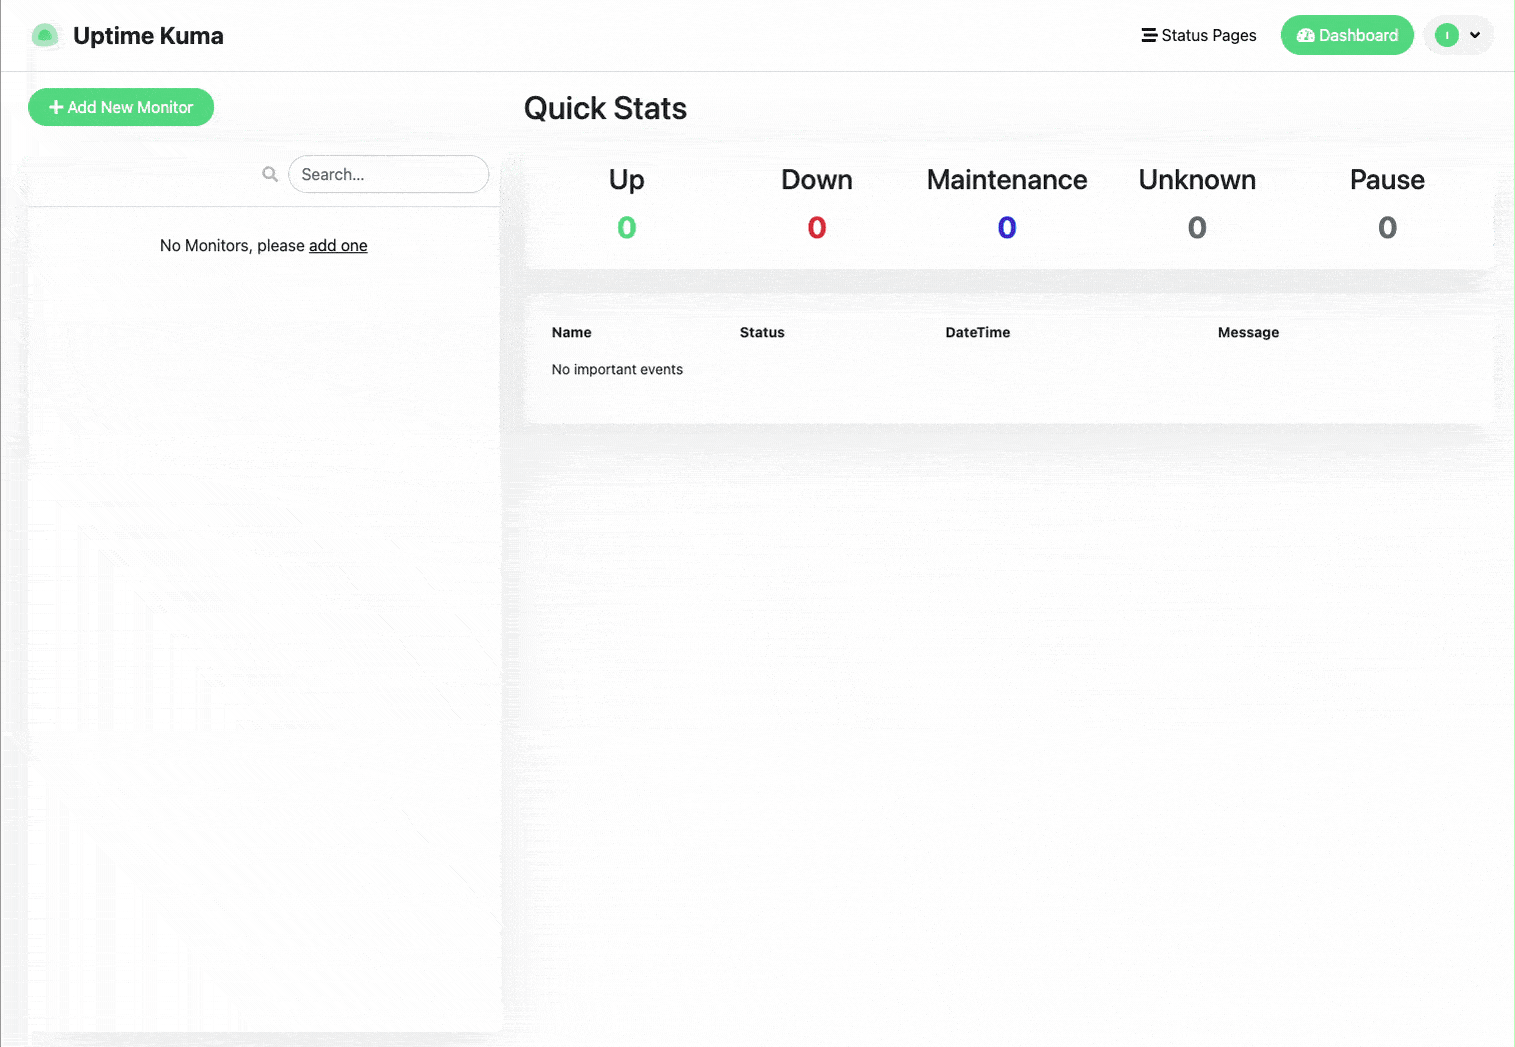 Uptime Kuma
Status Pages
Dashboard
I
Add New Monitor
Search...
No Monitors, please add one
Quick Stats
Up Down Maintenance Unknown Pause
0 0 0 0 0
Name Status DateTime Message
No important events